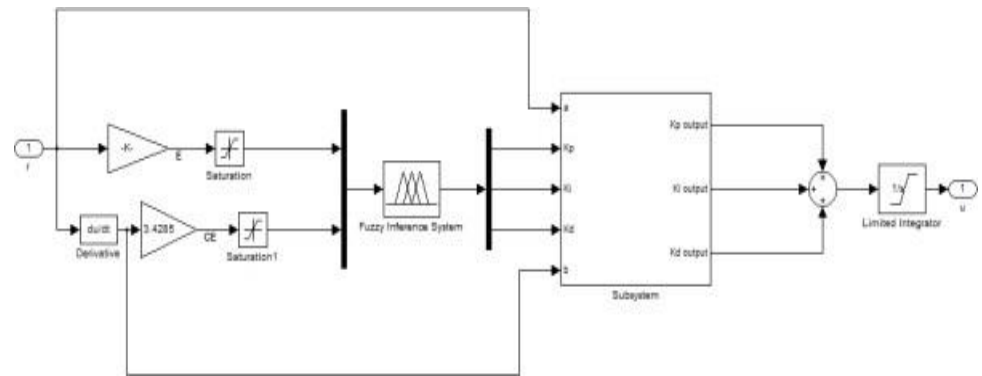 1
r
-K-
E
Saturation
du/dt
Derivative
3.4285
CE
Saturation1
Fuzzy Inference System
a
Kp
Ki
Kd
b
Kp output
Ki output
Kd output
Subsystem
+
+
+
1/s
Limited Integrator
1
u